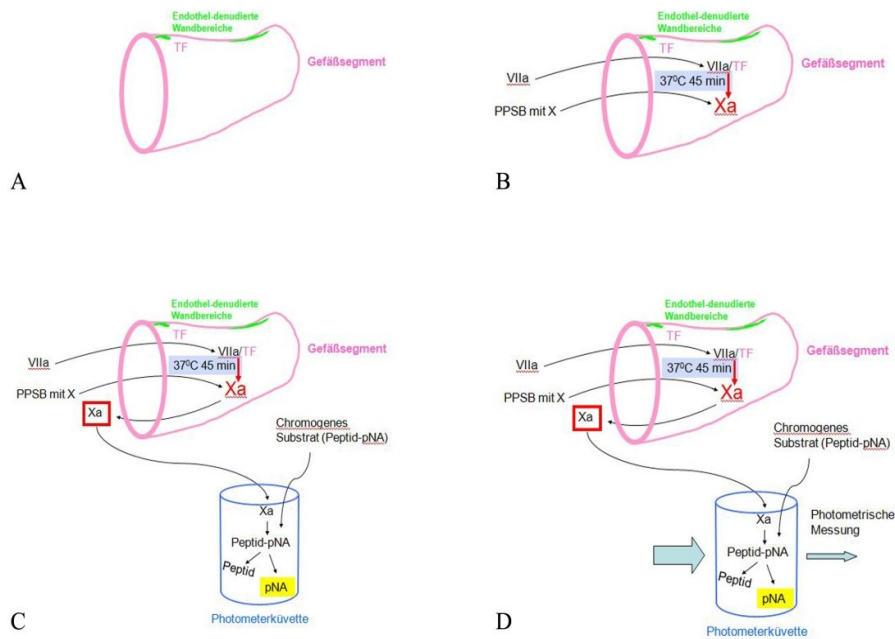 Endothel-denudierte
Wandbereiche
TF
Gefäßsegment
A
Endothel-denudierte
Wandbereiche
TF
Gefäßsegment
VIIa
VIIa/TF
37⁰C 45 min
PPSB mit X
Xa
B
Endothel-denudierte
Wandbereiche
TF
Gefäßsegment
VIIa
VIIa/TF
37⁰C 45 min
PPSB mit X
Xa
Xa
Chromogenes
Substrat (Peptid-pNA)
Xa
Peptid-pNA
Peptid
pNA
Photometerküvette
C
Endothel-denudierte
Wandbereiche
TF
Gefäßsegment
VIIa
VIIa/TF
37⁰C 45 min
PPSB mit X
Xa
Xa
Chromogenes
Substrat (Peptid-pNA)
Xa
Peptid-pNA
Peptid
pNA
Photometrische
Messung
Photometerküvette
D